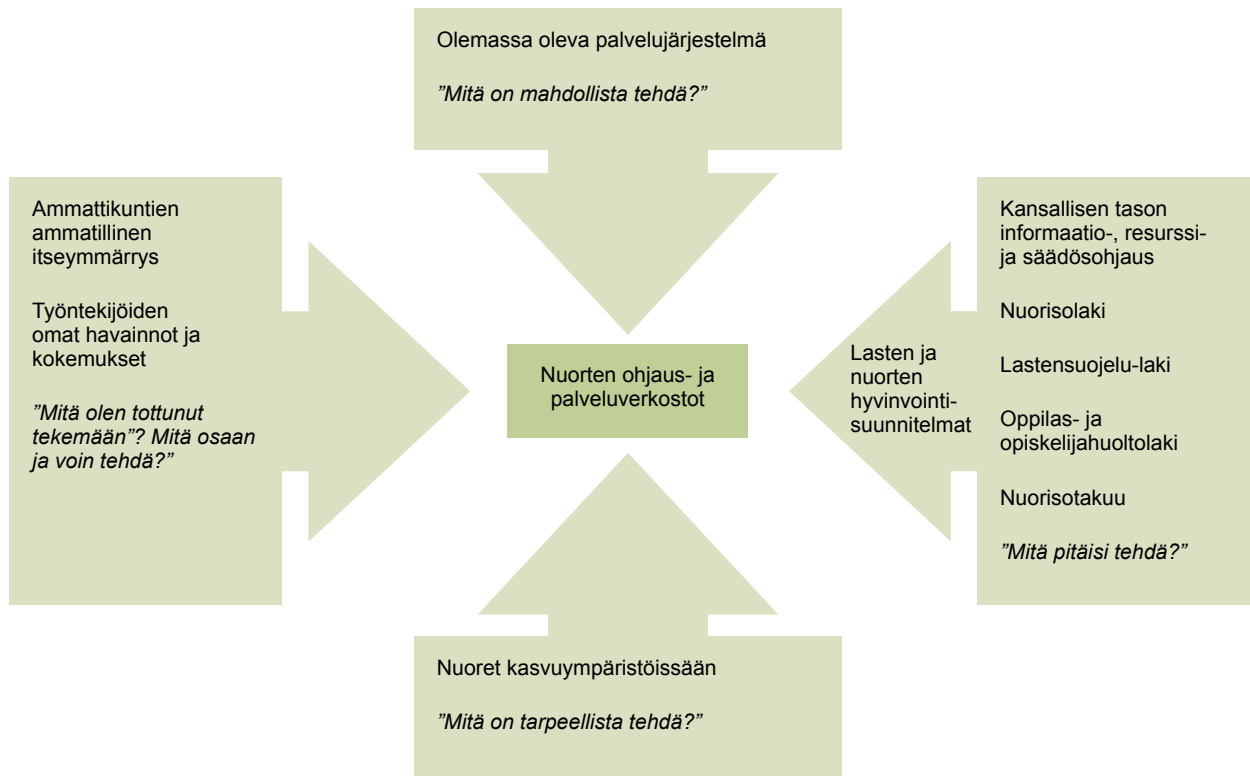 Olemassa oleva palvelujärjestelmä
”Mitä on mahdollista tehdä?”
Ammattikuntien
ammatillinen
itseymmärrys
Työntekijöiden
omat havainnot ja
kokemukset
”Mitä olen tottunut
tekemään”? Mitä osaan
ja voin tehdä?”
Nuorten ohjaus- ja
palveluverkostot
Lasten ja
nuorten
hyvinvointi-
suunnitelmat
Kansallisen tason
informaatio-, resurssi-
ja säädösohjaus
Nuorisolaki
Lastensuojelu-laki
Oppilas- ja
opiskelijahuoltolaki
Nuorisotakuu
”Mitä pitäisi tehdä?”
Nuoret kasvuympäristöissään
”Mitä on tarpeellista tehdä?”